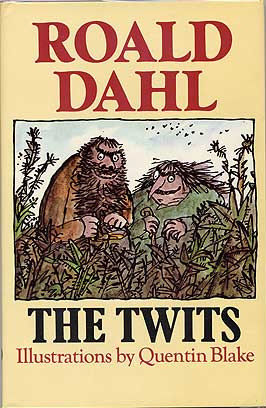 ROALD
DAHL
THE TWITS
Illustrations by Quentin Blake